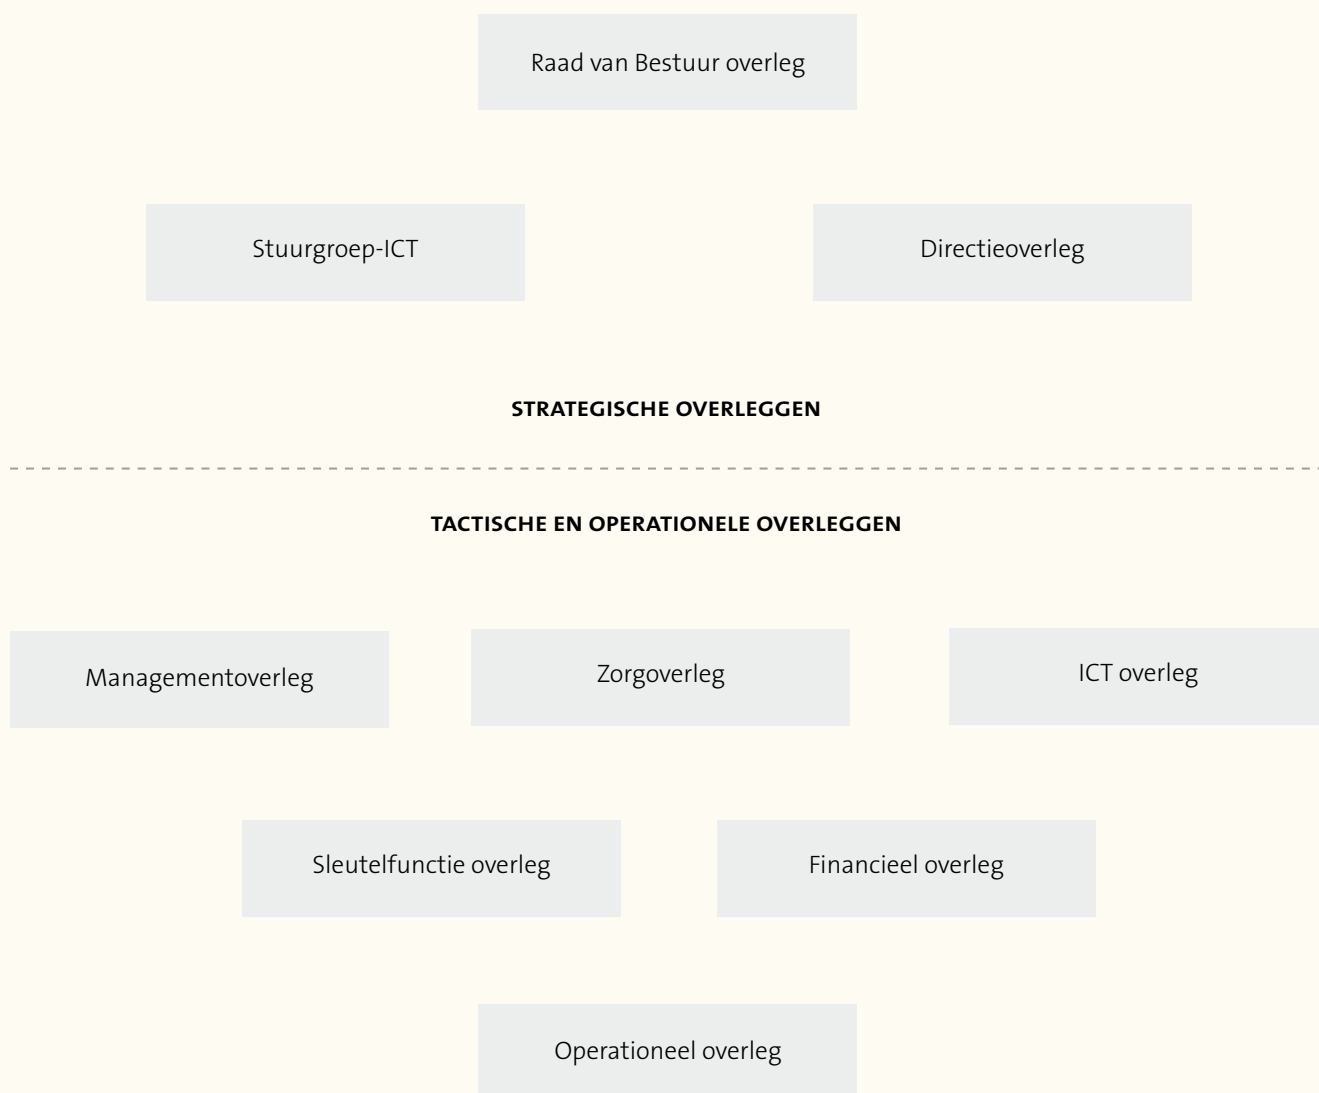 Raad van Bestuur overleg
Stuurgroep-ICT
Directieoverleg
STRATEGISCHE OVERLEGGEN
TACTISCHE EN OPERATIONELE OVERLEGGEN
Managementoverleg
Zorgoverleg
ICT overleg
Sleutelfunctie overleg
Financieel overleg
Operationeel overleg